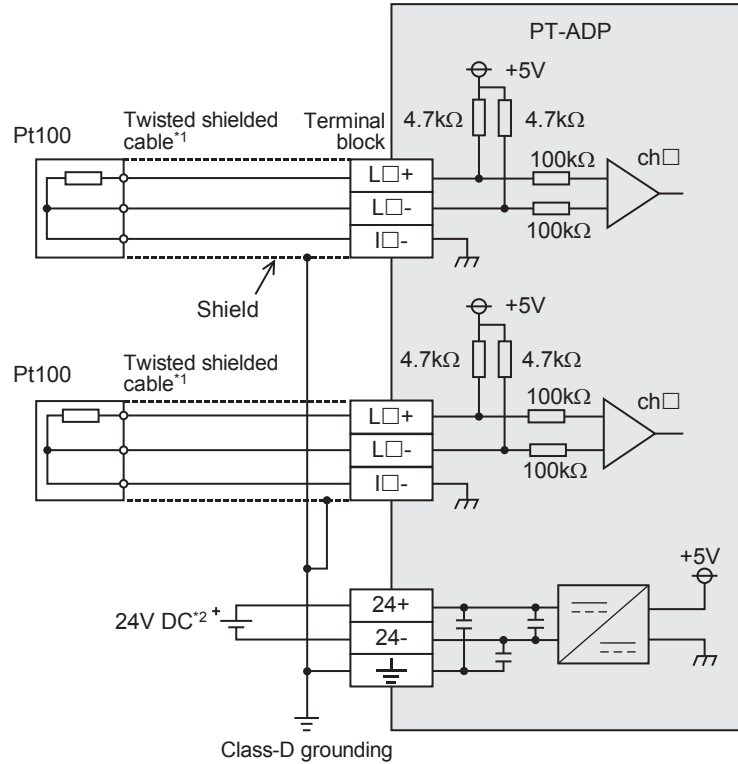 PT-ADP
+5V
4.7kΩ
4.7kΩ
Pt100
Twisted shielded
cable*1
Terminal
block
100kΩ
ch□
L□+
L□-
I□-
100kΩ
Shield
+5V
4.7kΩ
4.7kΩ
Pt100
Twisted shielded
cable*1
100kΩ
ch□
L□+
L□-
I□-
100kΩ
+5V
24V DC*2
+
24+
24-
Class-D grounding